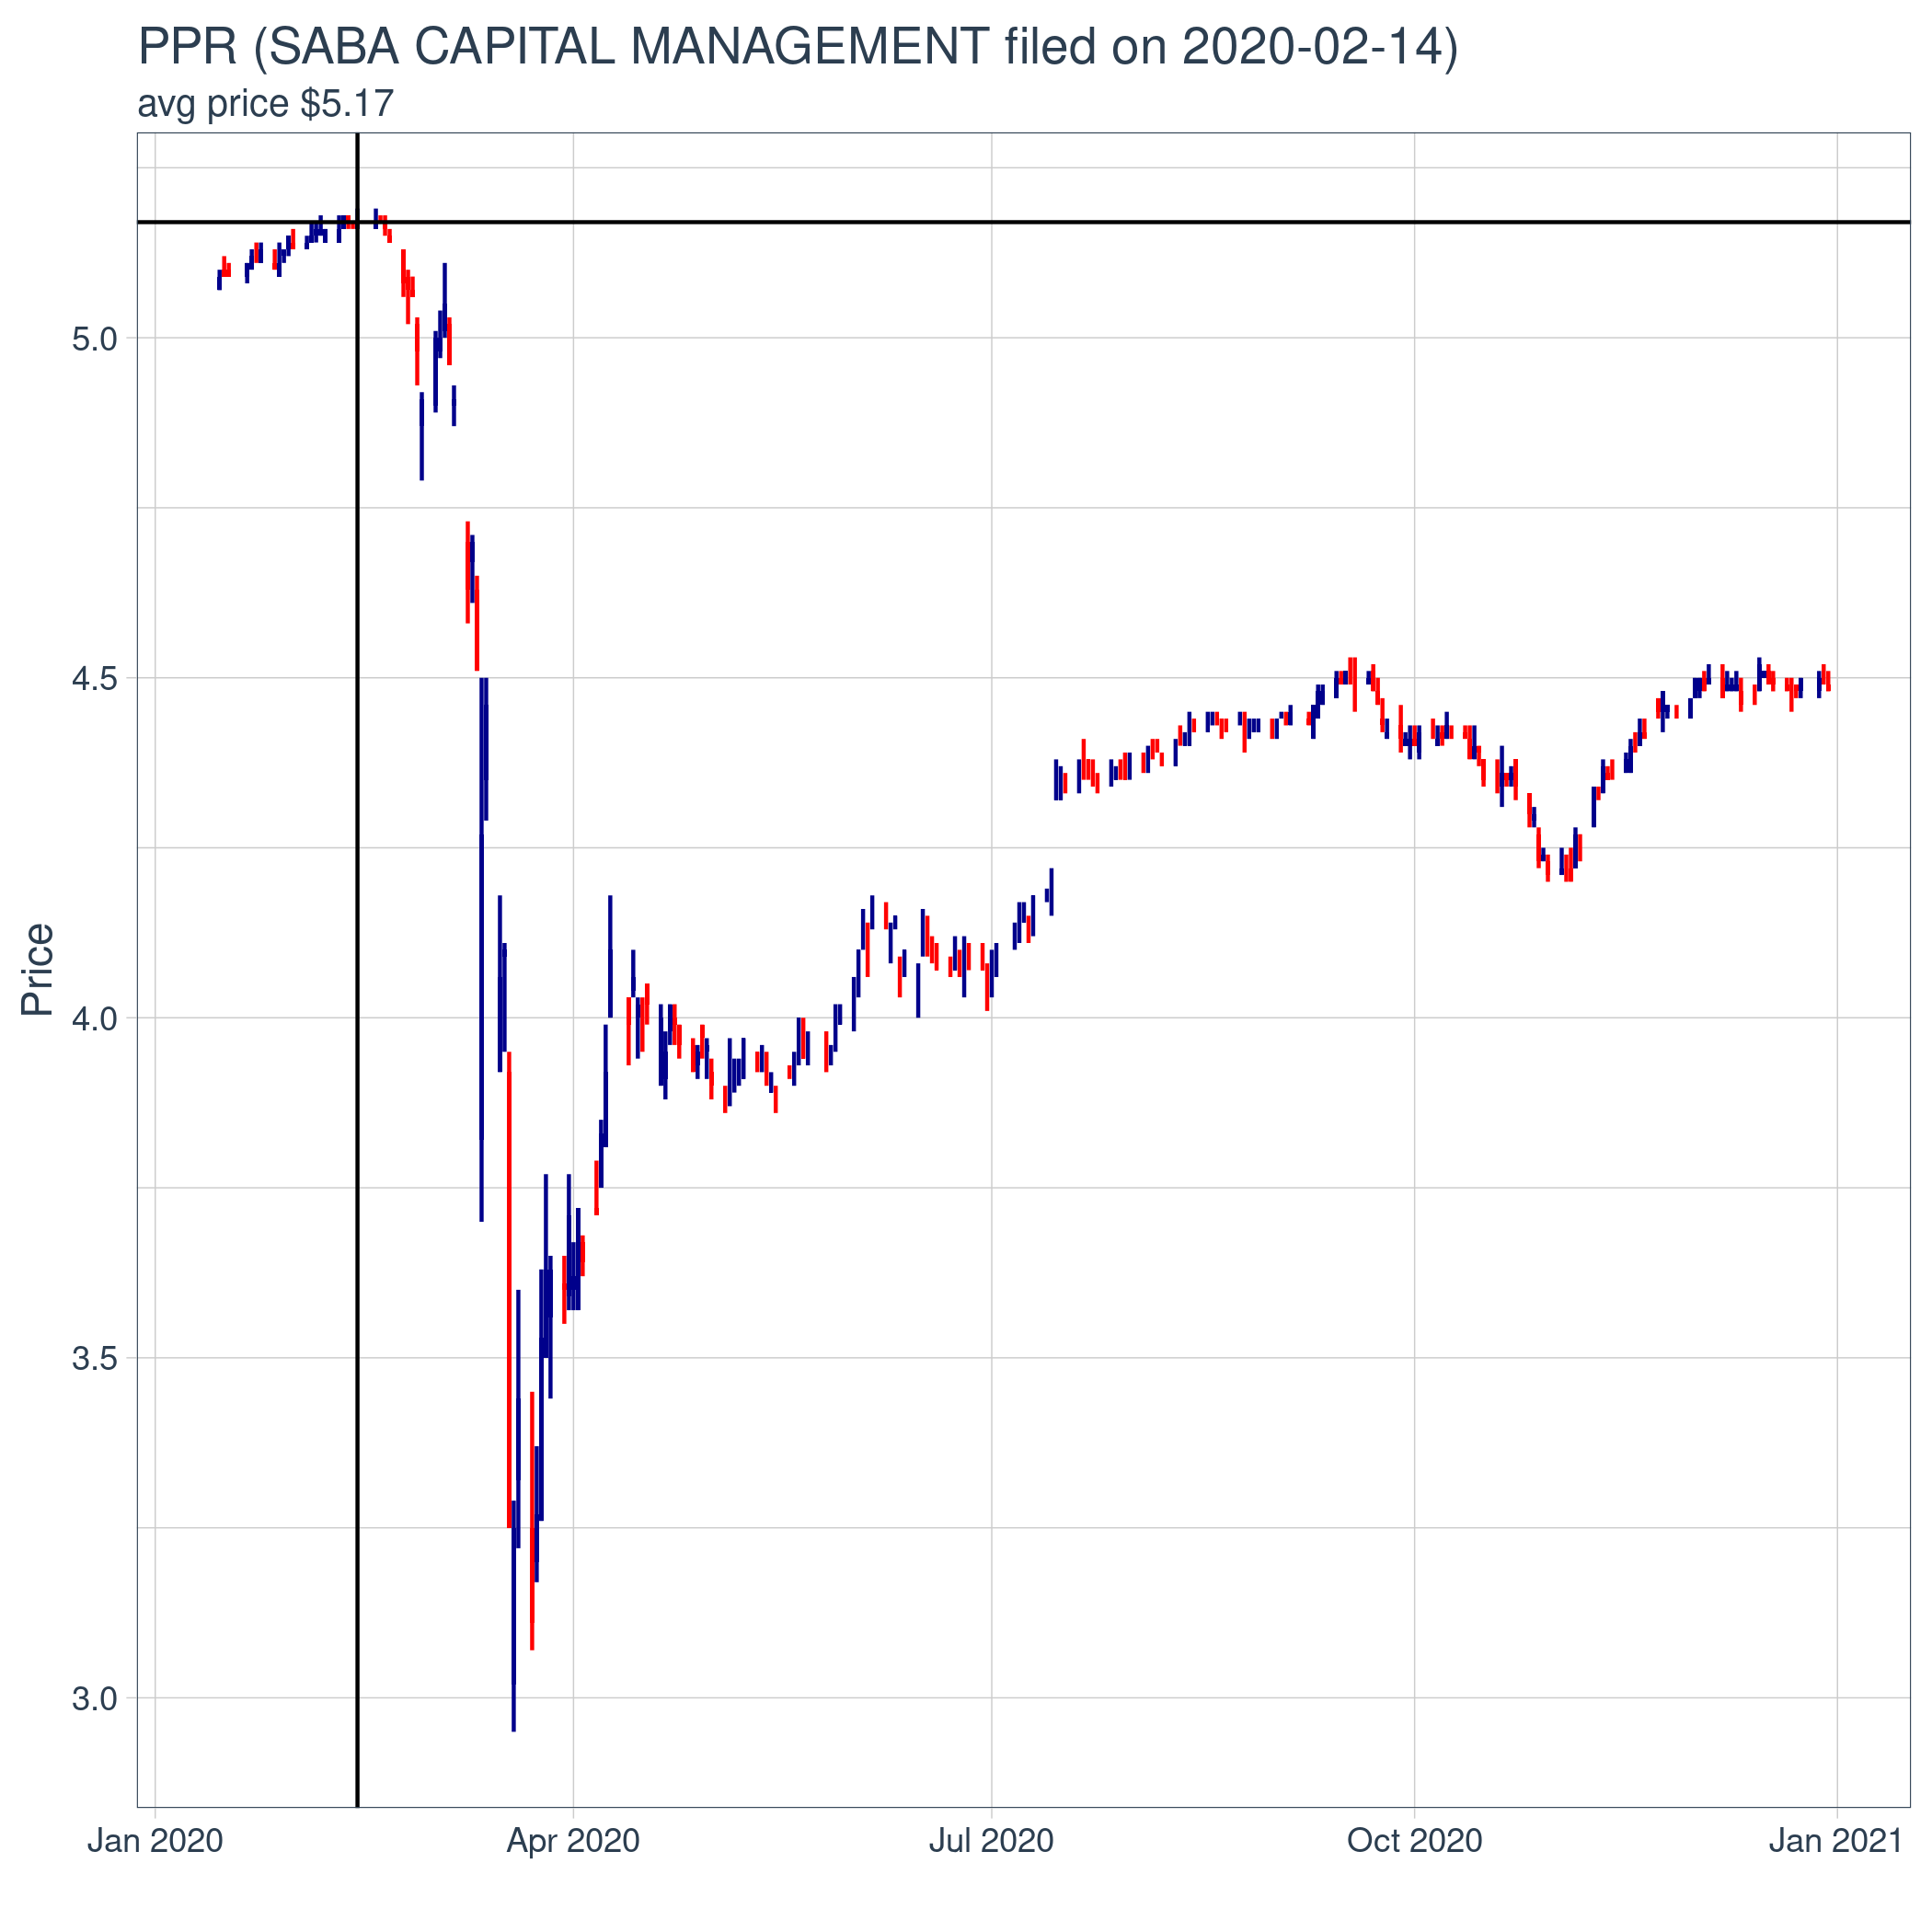 PPR (SABA CAPITAL MANAGEMENT filed on 2020-02-14)
avg price $5.17
5.0
4.5
4.0
3.5
3.0
Price
Jan 2020
Apr 2020
Jul 2020
Oct 2020
Jan 2021